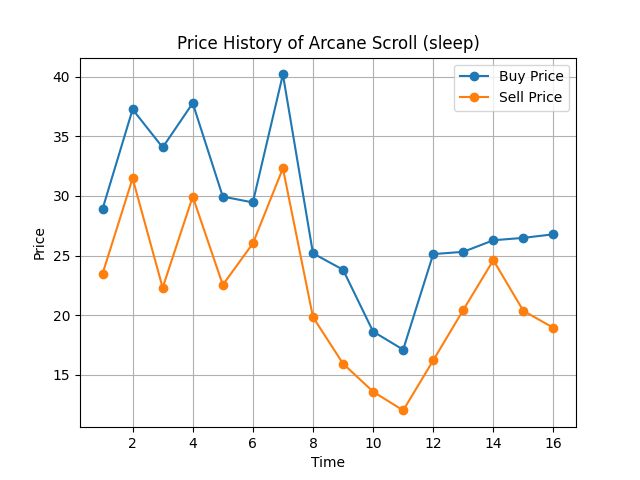 Price History of Arcane Scroll (sleep)
Buy Price
Sell Price
40
35
30
25
20
15
Price
2 4 6 8 10 12 14 16
Time